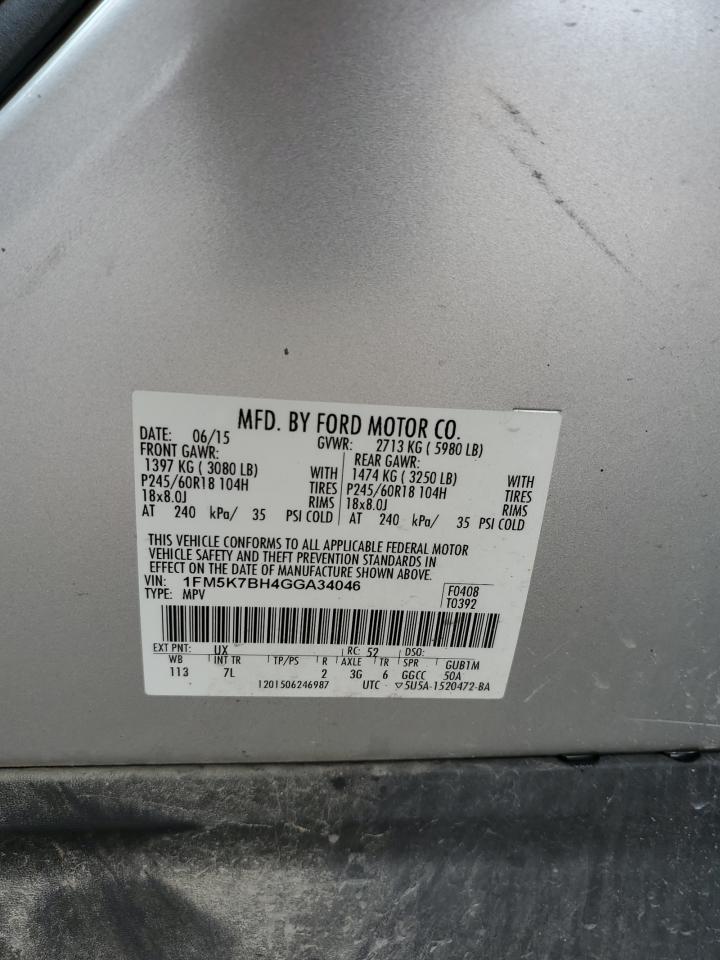 MFD. BY FORD MOTOR CO.
DATE: 06/15 GVWR: 2713 KG ( 5980 LB)
FRONT GAWR: REAR GAWR:
1397 KG ( 3080 LB) WITH 1474 KG ( 3250 LB) WITH
P245/60R18 104H TIRES P245/60R18 104H TIRES
18x8.0J RIMS 18x8.0J RIMS
AT 240 kPa/ 35 PSI COLD AT 240 kPa/ 35 PSI COLD
THIS VEHICLE CONFORMS TO ALL APPLICABLE FEDERAL MOTOR
VEHICLE SAFETY AND THEFT PREVENTION STANDARDS IN
EFFECT ON THE DATE OF MANUFACTURE SHOWN ABOVE.
VIN: 1FM5K7BH4GGA34046 F0408
TYPE: MPV T0392
EXT PNT: UX RC: 52 DSO:
WB INT TR TP/PS R AXLE TR SPR GUB1M
113 7L 2 3G 6 GGCC 50A
1201506246987 UTC ▽5U5A-1520472-BA